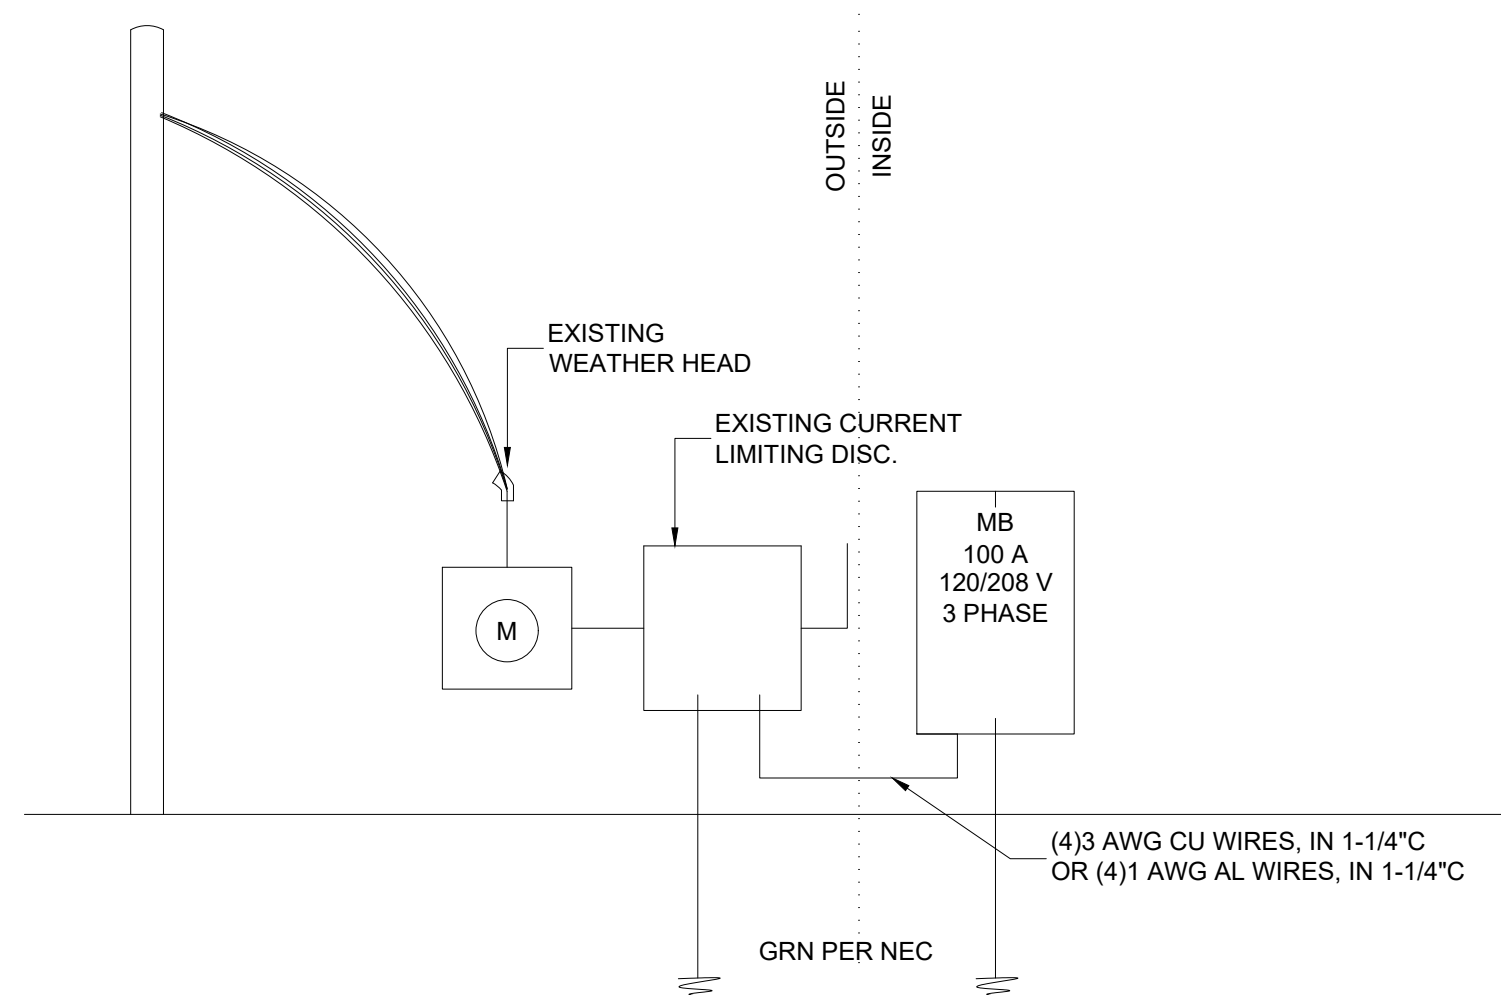 OUTSIDE
INSIDE
EXISTING
WEATHER HEAD
EXISTING CURRENT
LIMITING DISC.
MB
100 A
120/208 V
3 PHASE
M
(4)3 AWG CU WIRES, IN 1-1/4"C
OR (4)1 AWG AL WIRES, IN 1-1/4"C
GRN PER NEC